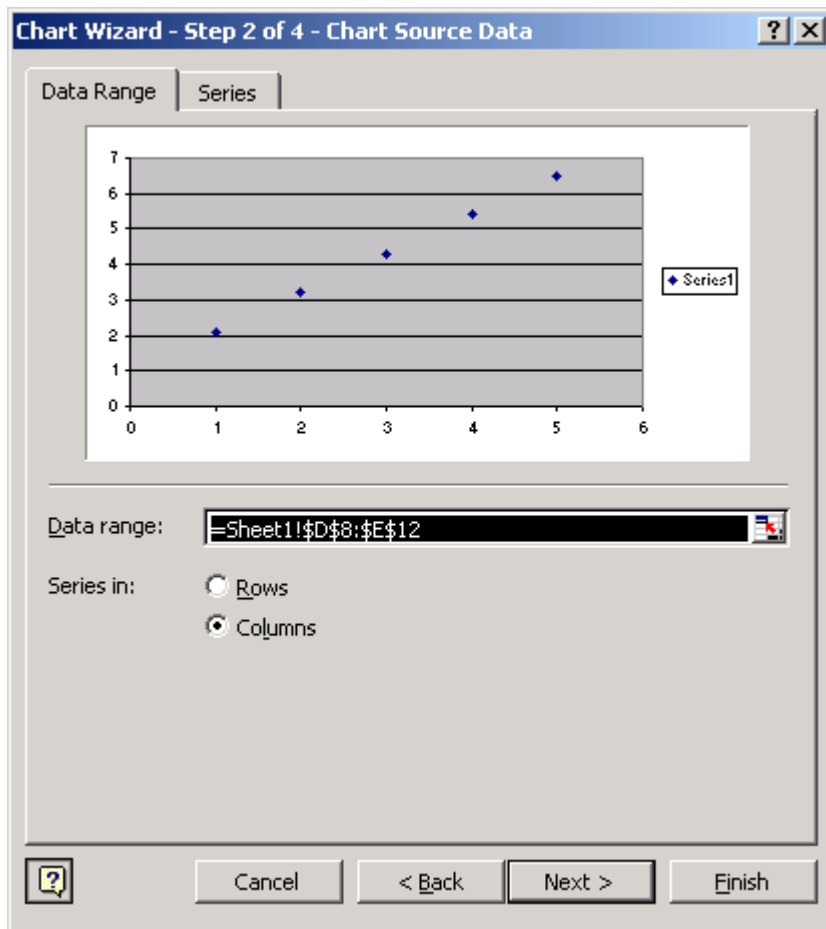 Chart Wizard - Step 2 of 4 - Chart Source Data
Data Range Series
7
6
5
4
3
2
1
0
0 1 2 3 4 5 6
Series1
Data range: =Sheet1!$D$8:$E$12
Series in: Rows
Columns
Cancel < Back Next > Finish